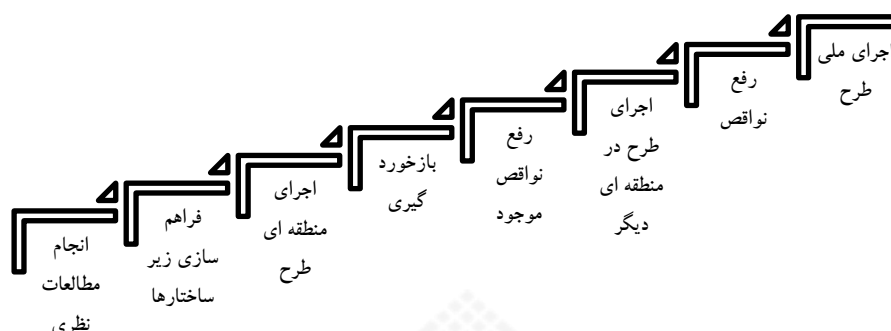 انجام
مطالعات
نظری
فراهم
سازی زیر
ساختارها
اجرای
منطقه ای
طرح
بازخورد
گیری
رفع
نواقص
موجود
اجرای
طرح در
منطقه ای
دیگر
رفع
نواقص
اجرای ملی
طرح